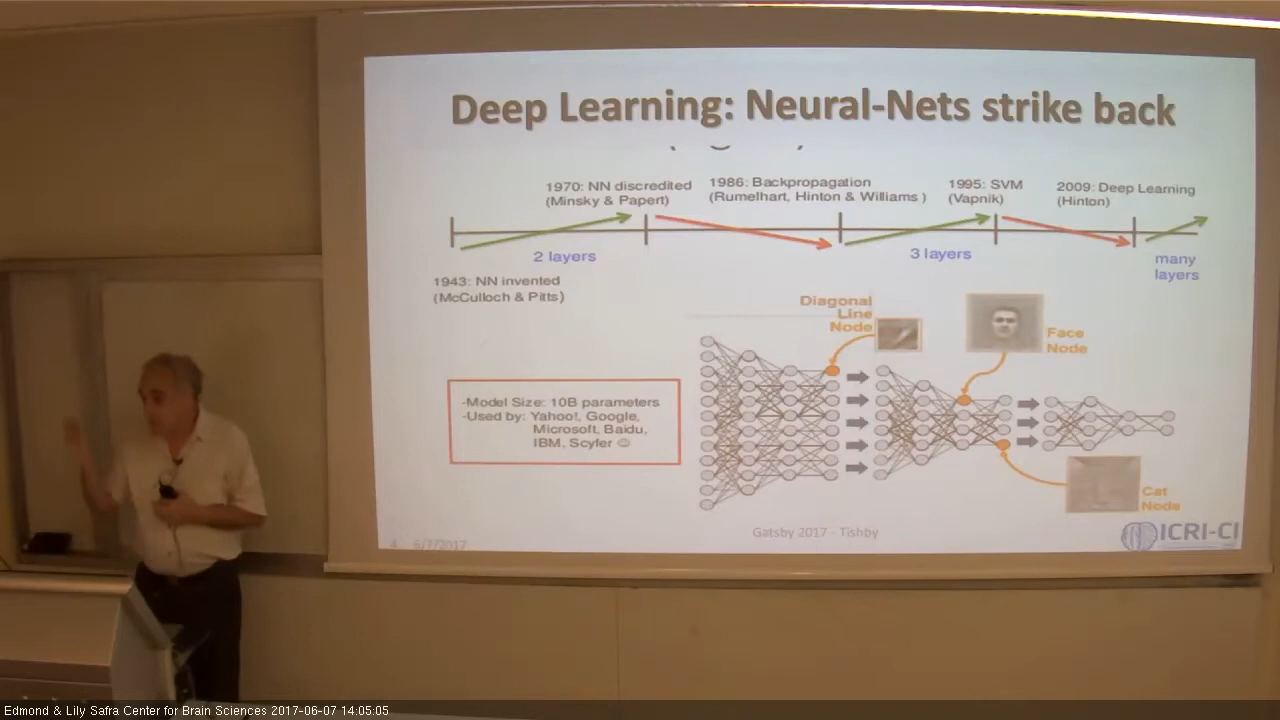 Deep Learning: Neural-Nets strike back
1970: NN discredited
(Minsky & Papert)
1986: Backpropagation
(Rumelhart, Hinton & Williams )
1995: SVM
(Vapnik)
2009: Deep Learning
(Hinton)
2 layers
3 layers
many
layers
1943: NN invented
(McCulloch & Pitts)
Diagonal
Line
Node
Face
Node
-Model Size: 10B parameters
-Used by: Yahoo!, Google,
Microsoft, Baidu,
IBM, Scyfer ☺
Cat
Node
4 5/7/2017
Gatsby 2017 - Tishby
ICRI-CI
Edmond & Lily Safra Center for Brain Sciences 2017-06-07 14:05:05